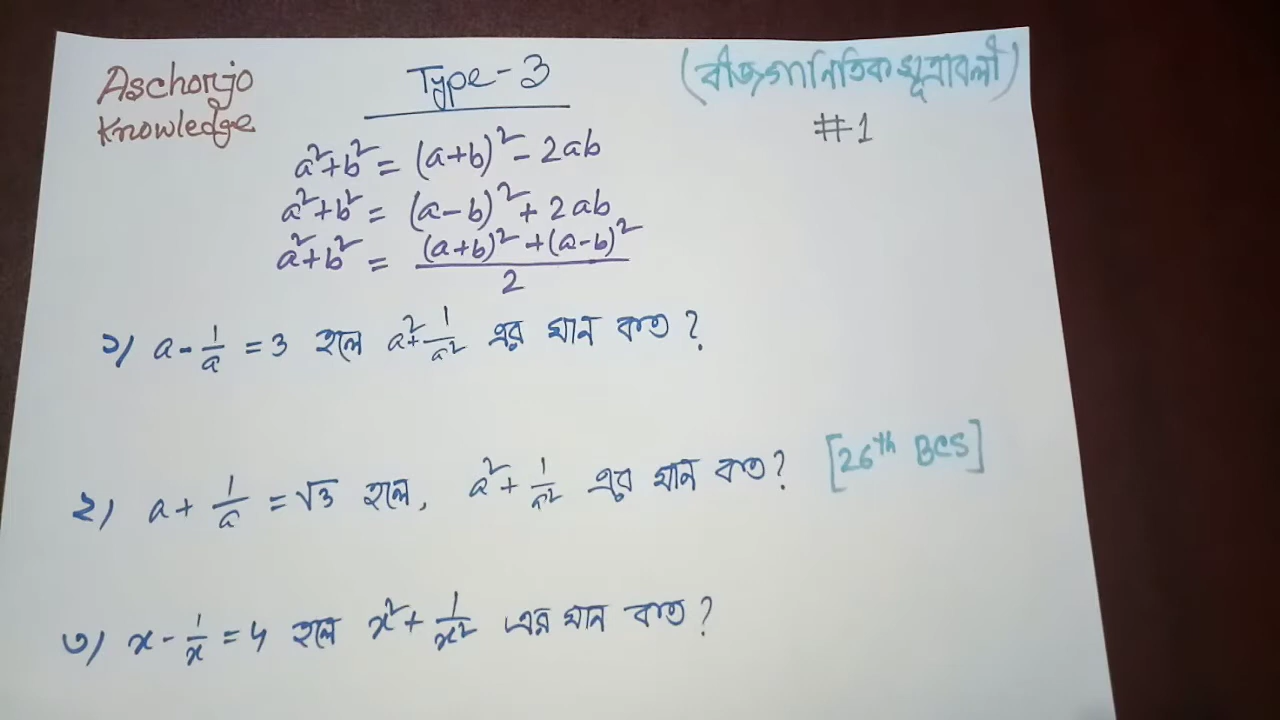 Aschorjo Knowledge
Type-3
(বীজগানিতিক সূত্রাবলী)
#1
a²+b² = (a+b)² - 2ab
a²+b² = (a-b)² + 2ab
a²+b² = (a+b)² + (a-b)² / 2
১) a - 1/a = 3 হলে a² + 1/a² এর মান কত?
২) a + 1/a = √3 হলে, a² + 1/a² এর মান কত? [26th BCS]
৩) x - 1/x = 4 হলে x² + 1/x² এর মান কত?